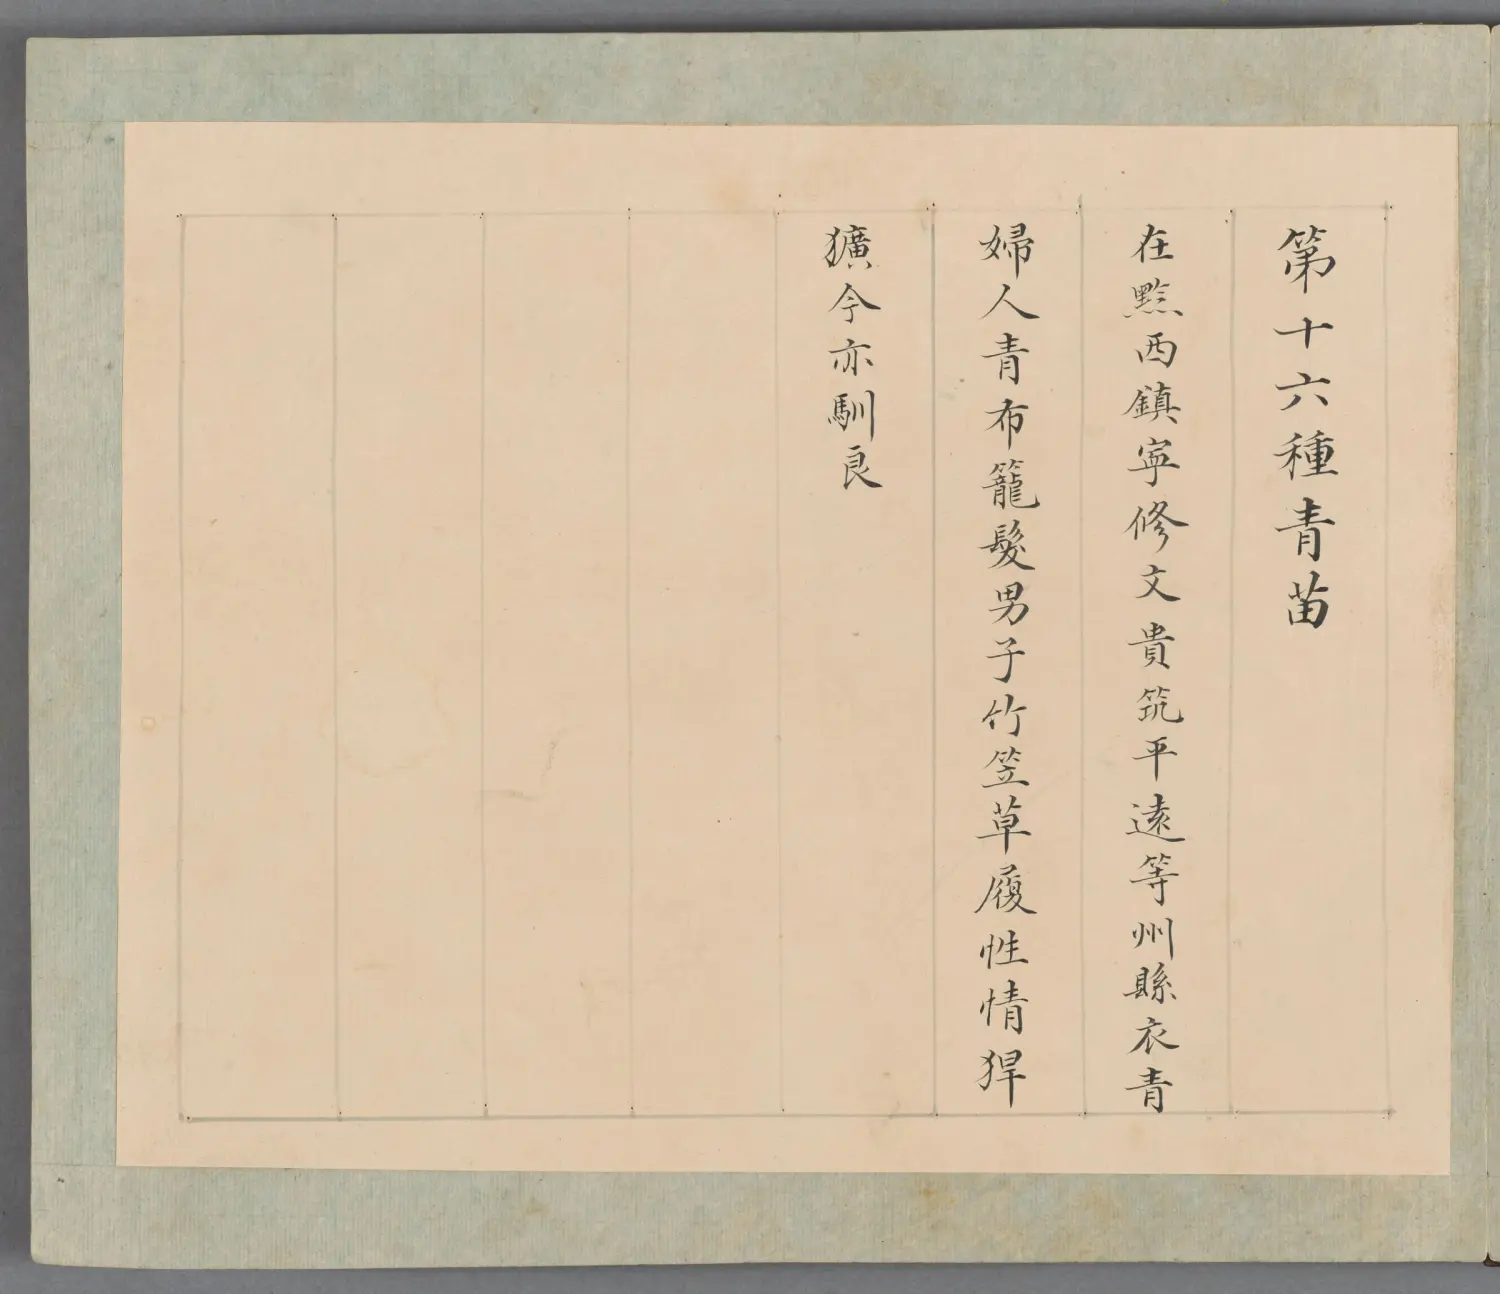 第十六種青苗
在黔西鎮寧修文貴筑平遠等州縣衣青
婦人青布籠髮男子竹笠草履性情猂
獷今亦馴良